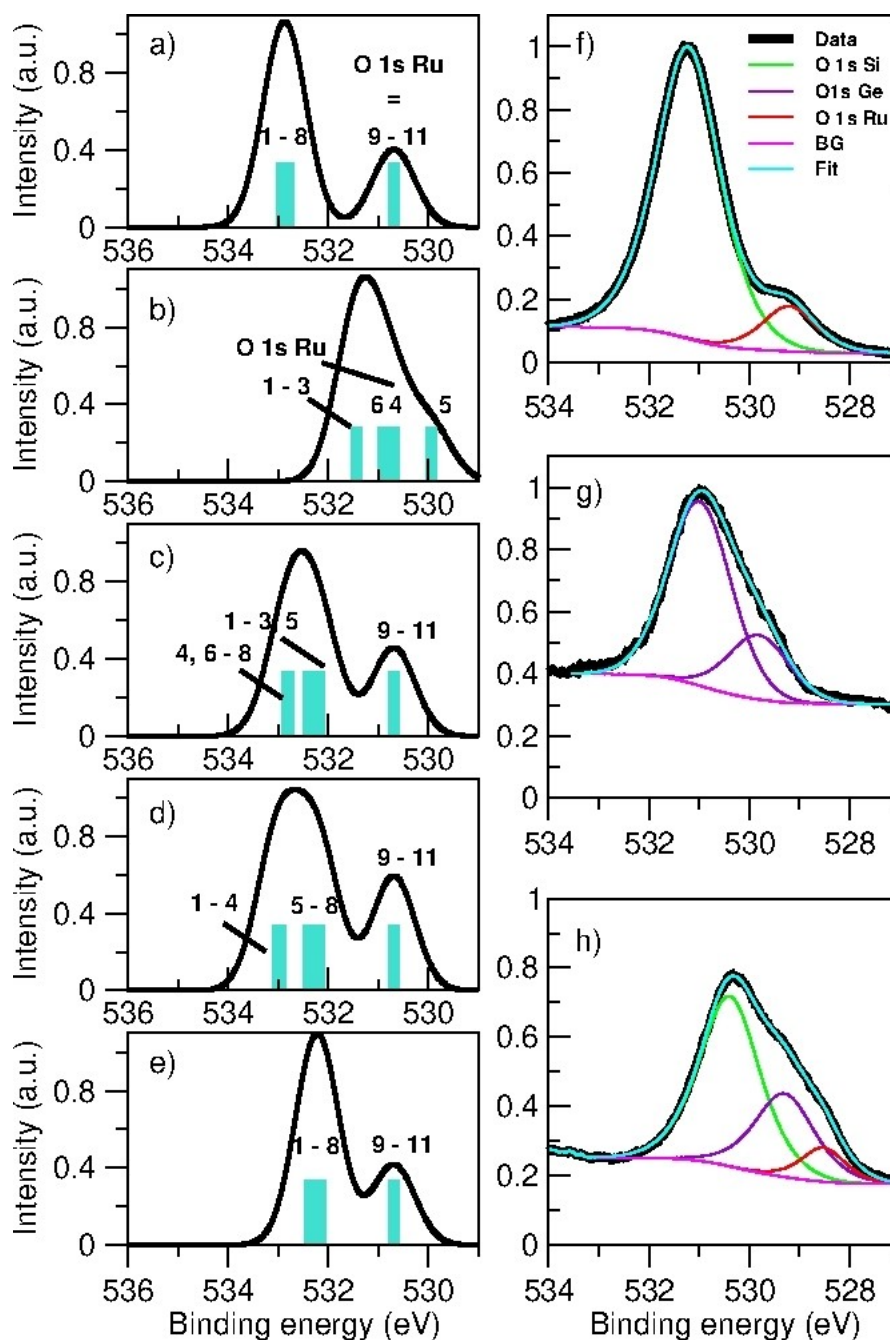 Intensity (a.u.)
a)
O 1s Ru
=
1 - 8
9 - 11
0.8
0.4
0
536
534
532
530
Intensity (a.u.)
b)
O 1s Ru
1 - 3
6 4
5
0.8
0.4
0
536
534
532
530
Intensity (a.u.)
c)
1 - 3, 5
4, 6 - 8
9 - 11
0.8
0.4
0
536
534
532
530
Intensity (a.u.)
d)
9 - 11
1 - 4
5 - 8
0.8
0.4
0
536
534
532
530
Intensity (a.u.)
e)
1 - 8
9 - 11
0.8
0.4
0
536
534
532
530
Binding energy (eV)
f)
Data
O 1s Si
O1s Ge
O 1s Ru
BG
Fit
1
0.8
0.6
0.4
0.2
0
534
532
530
528
g)
1
0.8
0.6
0.4
0.2
0
534
532
530
528
h)
1
0.8
0.6
0.4
0.2
0
534
532
530
528
Binding energy (eV)